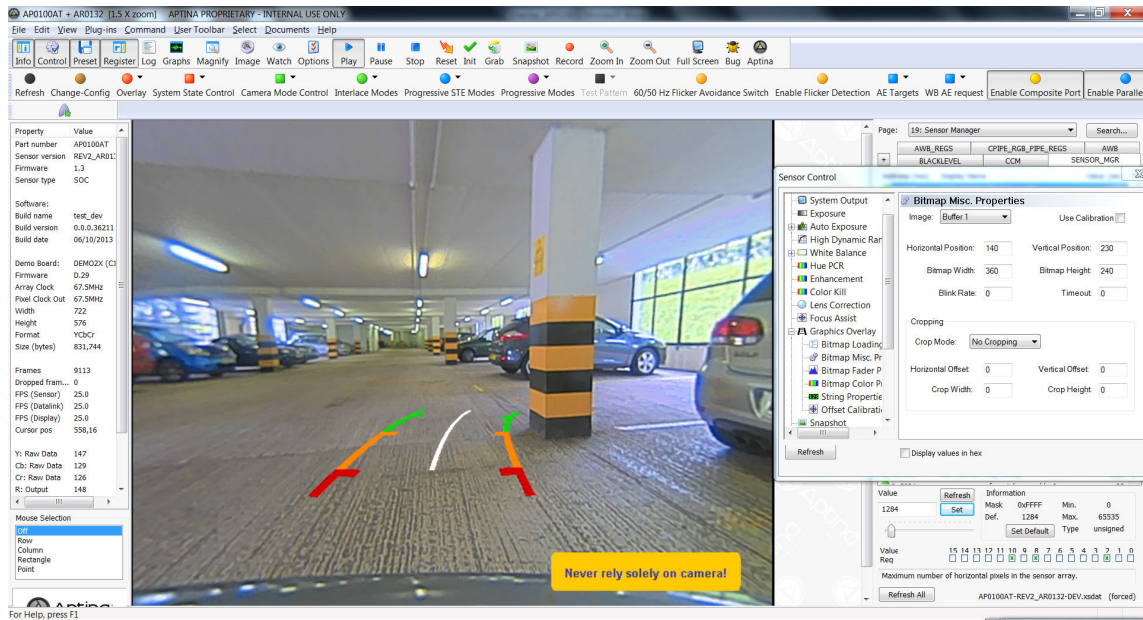 AP0100AT + AR0132 [1.5 X zoom] APTINA PROPRIETARY - INTERNAL USE ONLY
File Edit View Plug-ins Command User Toolbar Select Documents Help
Info Control Preset Register Log Graphs Magnify Image Watch Options Play Pause Stop Reset Init Grab Snapshot Record Zoom In Zoom Out Full Screen Bug Aptina
Refresh Change-Config Overlay System State Control Camera Mode Control Interlace Modes Progressive STE Modes Progressive Modes Test Pattern 60/50 Hz Flicker Avoidance Switch Enable Flicker Detection AE Targets WB AE request Enable Composite Port Enable Paralle
Property Value
Part number AP0100AT
Sensor version REV2_AR01
Firmware 1.3
Sensor type SOC
Software:
Build name test_dev
Build version 0.0.0.36211
Build date 06/10/2013
Demo Board: DEMO2X (C1
Firmware D.29
Array Clock 67.5MHz
Pixel Clock Out 67.5MHz
Width 722
Height 576
Format YCbCr
Size (bytes) 831,744
Frames 9113
Dropped fram... 0
FPS (Sensor) 25.0
FPS (Datalink) 25.0
FPS (Display) 25.0
Cursor pos 558,16
Y: Raw Data 147
Cb: Raw Data 129
Cr: Raw Data 126
R: Output 148
Mouse Selection
Off
Row
Column
Rectangle
Point
Aptina
For Help, press F1
Never rely solely on camera!
Page: 19: Sensor Manager Search...
AWB_REGS CPIPE_RGB_PIPE_REGS AWB
+ BLACKLEVEL CCM SENSOR_MGR
Sensor Control
System Output
Exposure
Auto Exposure
High Dynamic Ran
White Balance
Hue PCR
Enhancement
Color Kill
Lens Correction
Focus Assist
Graphics Overlay
Bitmap Loading
Bitmap Misc. Pr
Bitmap Fader P
Bitmap Color Pr
String Propertie
Offset Calibratio
Snapshot
Refresh
Bitmap Misc. Properties
Image: Buffer 1 Use Calibration
Horizontal Position: 140 Vertical Position: 230
Bitmap Width: 360 Bitmap Height: 240
Blink Rate: 0 Timeout: 0
Cropping
Crop Mode: No Cropping
Horizontal Offset: 0 Vertical Offset: 0
Crop Width: 0 Crop Height: 0
Display values in hex
Value Refresh Information
1284 Set Mask 0xFFFF Min. 0
Def. 1284 Max. 65535
Set Default Type unsigned
Value 15 14 13 12 11 10 9 8 7 6 5 4 3 2 1 0
Req
Maximum number of horizontal pixels in the sensor array.
Refresh All AP0100AT-REV2_AR0132-DEV.xsdat (forced)